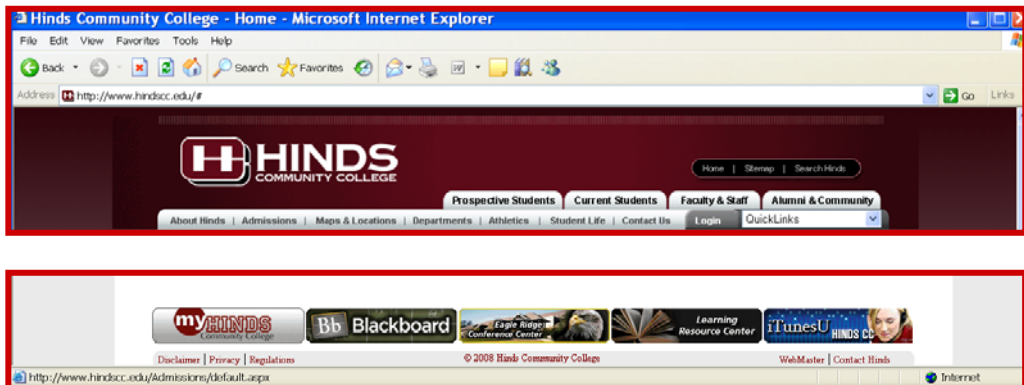 Hinds Community College - Home - Microsoft Internet Explorer
File Edit View Favorites Tools Help
Back Search Favorites W
Address http://www.hindscc.edu/# Go Links
H HINDS
COMMUNITY COLLEGE
Home | Sitemap | Search Hinds
Prospective Students Current Students Faculty & Staff Alumni & Community
About Hinds | Admissions | Maps & Locations | Departments | Athletics | Student Life | Contact Us Login QuickLinks
my HINDS
Community College
Bb Blackboard
Eagle Ridge
Conference Center
Learning
Resource Center
iTunesU
HINDS CC
Disclaimer | Privacy | Regulations © 2008 Hinds Community College WebMaster | Contact Hinds
http://www.hindscc.edu/Admissions/default.aspx Internet